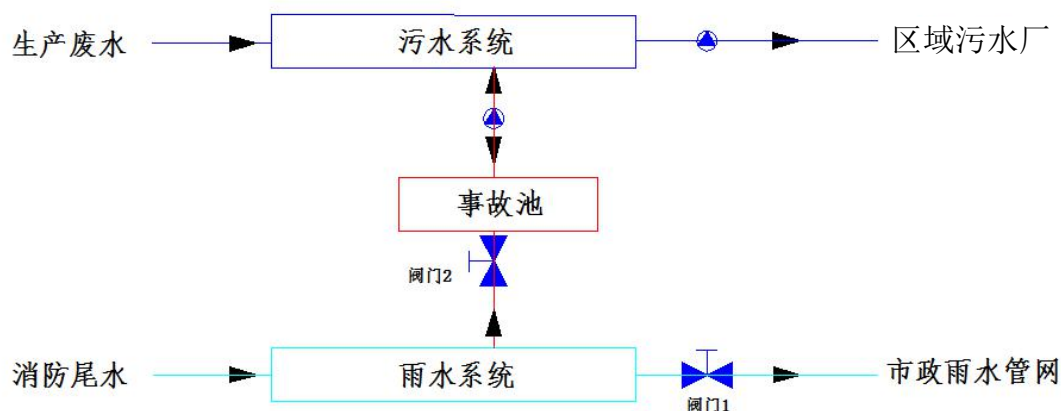 生产废水
污水系统
区域污水厂
事故池
阀门2
消防尾水
雨水系统
市政雨水管网
阀门1